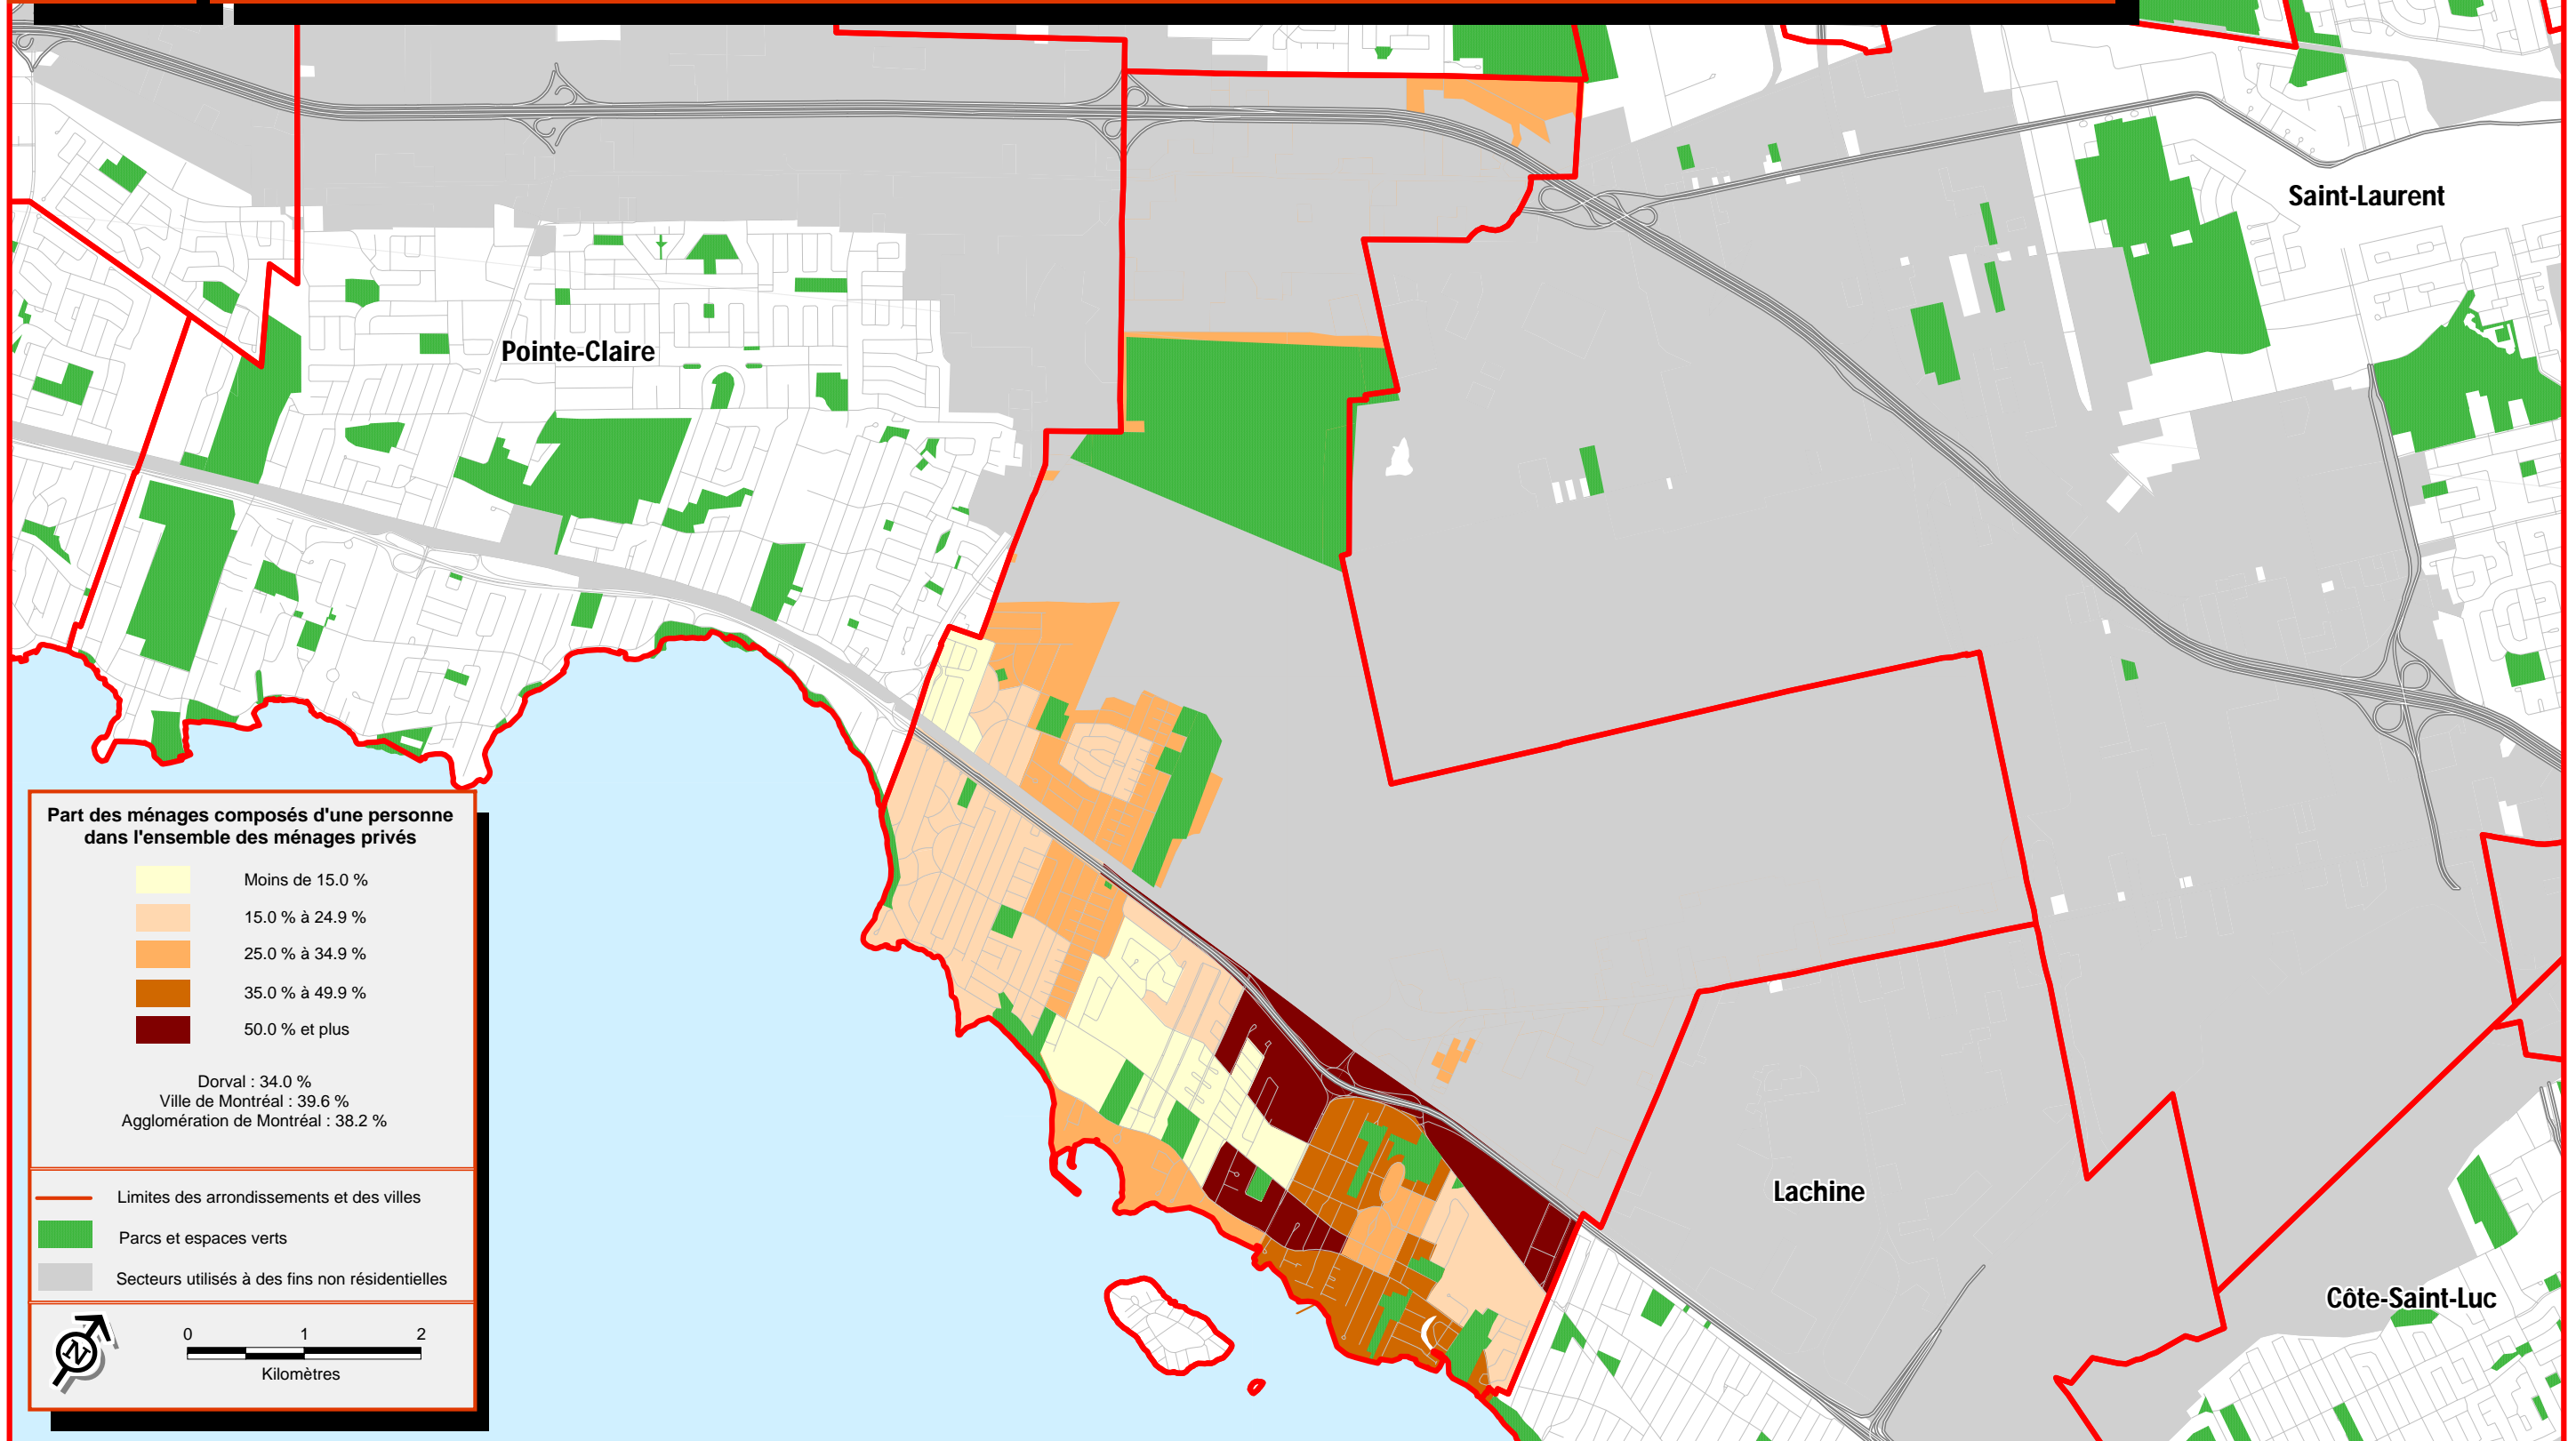 Saint-Laurent
Pointe-Claire
Part des ménages composés d'une personne
dans l'ensemble des ménages privés
Moins de 15.0 %
15.0 % à 24.9 %
25.0 % à 34.9 %
35.0 % à 49.9 %
50.0 % et plus
Dorval : 34.0 %
Ville de Montréal : 39.6 %
Agglomération de Montréal : 38.2 %
Limites des arrondissements et des villes
Parcs et espaces verts
Secteurs utilisés à des fins non résidentielles
N
0 1 2
Kilomètres
Lachine
Côte-Saint-Luc